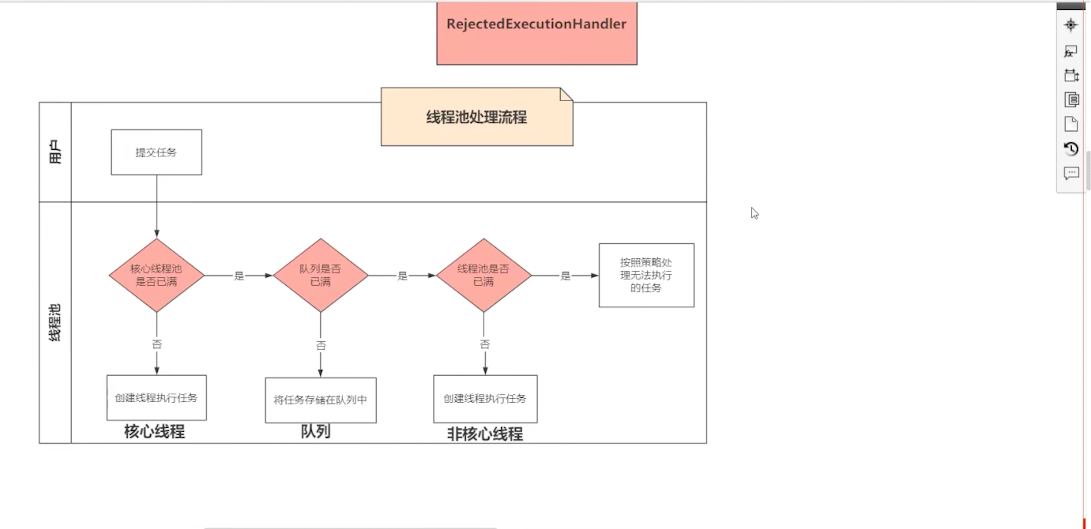 RejectedExecutionHandler
线程池处理流程
用户
提交任务
线程池
核心线程池
是否已满
是
队列是否
已满
是
线程池是否
已满
是
按照策略处
理无法执行
的任务
否
否
否
创建线程执行任务
将任务存储在队列中
创建线程执行任务
核心线程
队列
非核心线程